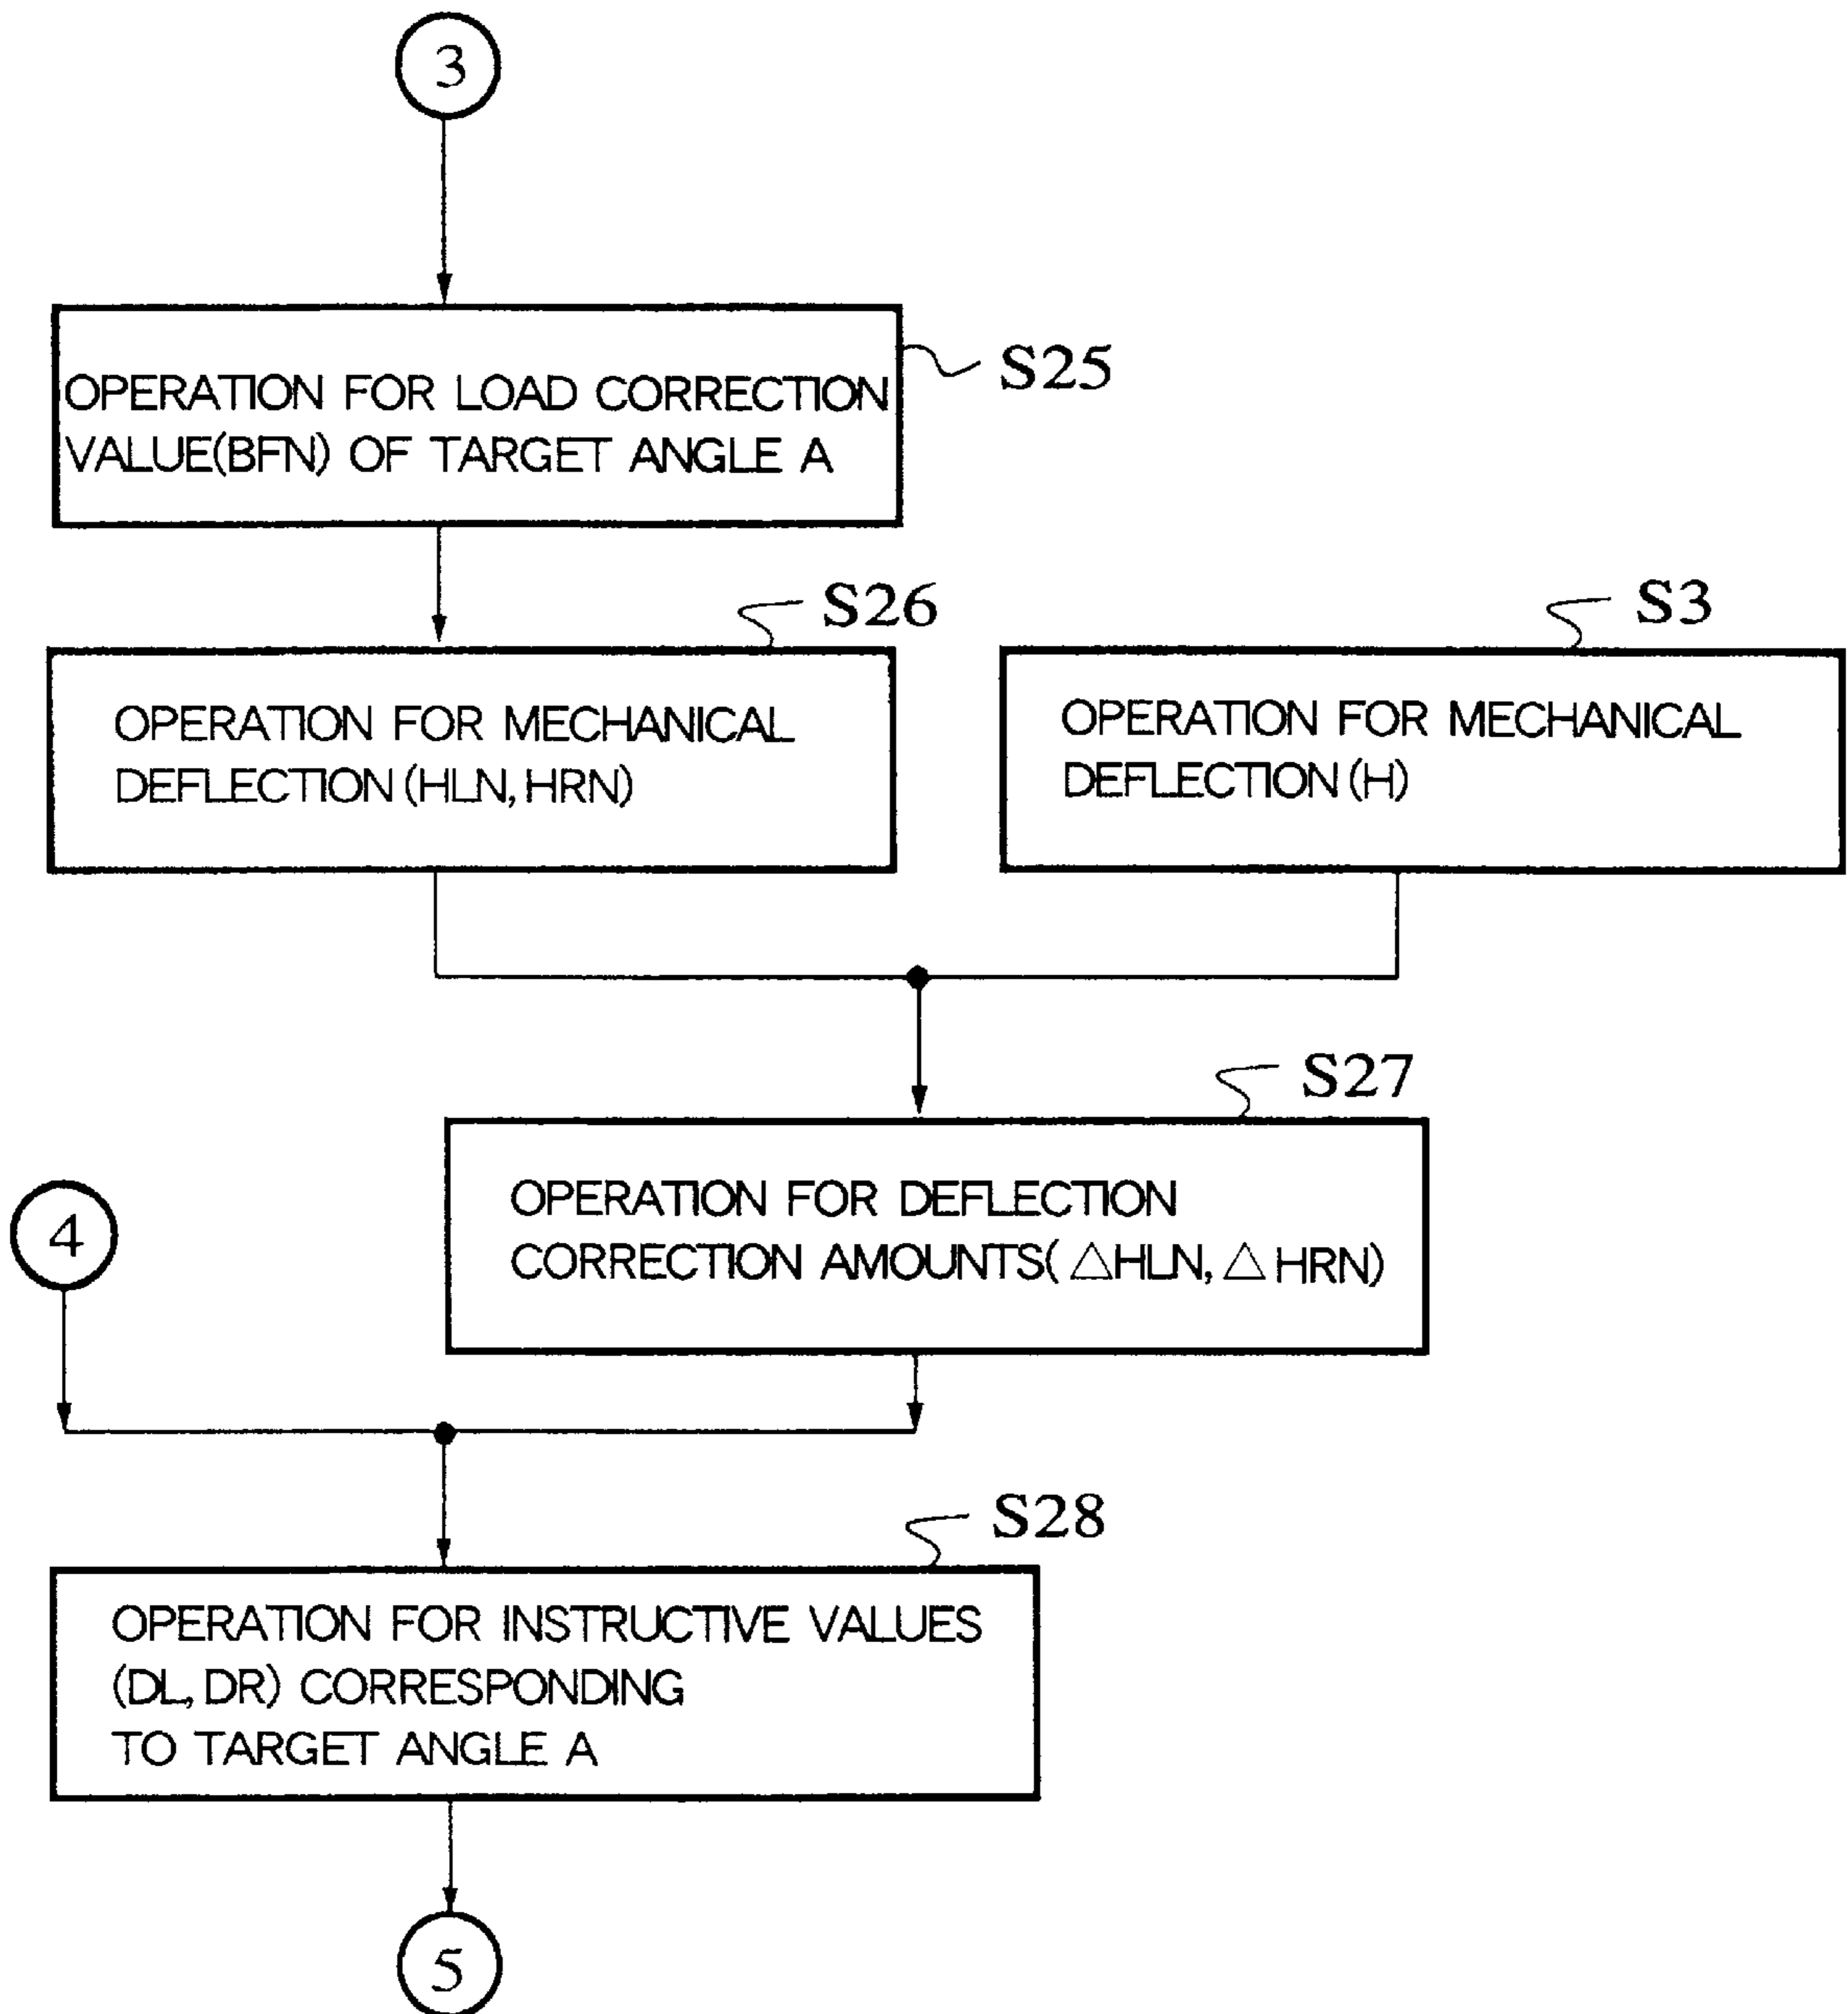 3
S25
OPERATION FOR LOAD CORRECTION
VALUE(BFN) OF TARGET ANGLE A
S26
OPERATION FOR MECHANICAL
DEFLECTION(HLN, HRN)
S3
OPERATION FOR MECHANICAL
DEFLECTION(H)
S27
OPERATION FOR DEFLECTION
CORRECTION AMOUNTS(△HLN, △HRN)
4
S28
OPERATION FOR INSTRUCTIVE VALUES
(DL, DR) CORRESPONDING
TO TARGET ANGLE A
5